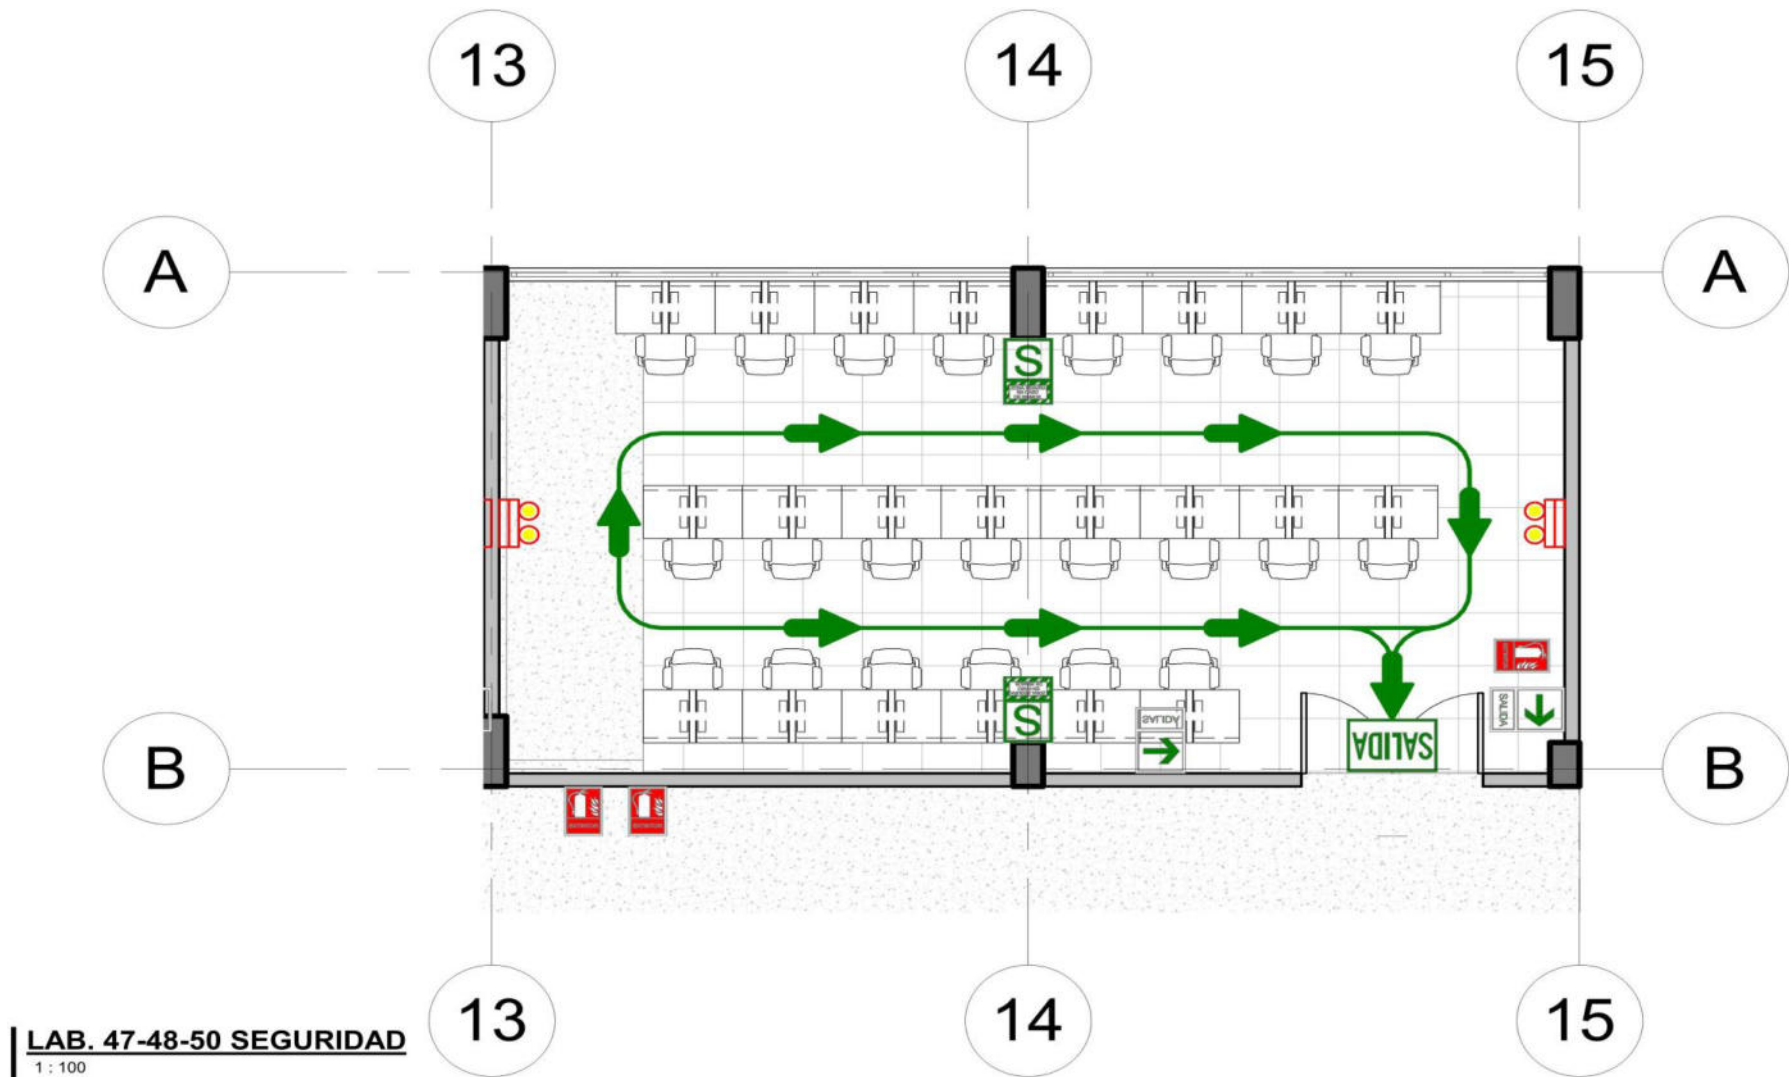 13 14 15
A A
S
S
SALIDA
SALIDA
SALIDA
B B
13 14 15
LAB. 47-48-50 SEGURIDAD
1 : 100